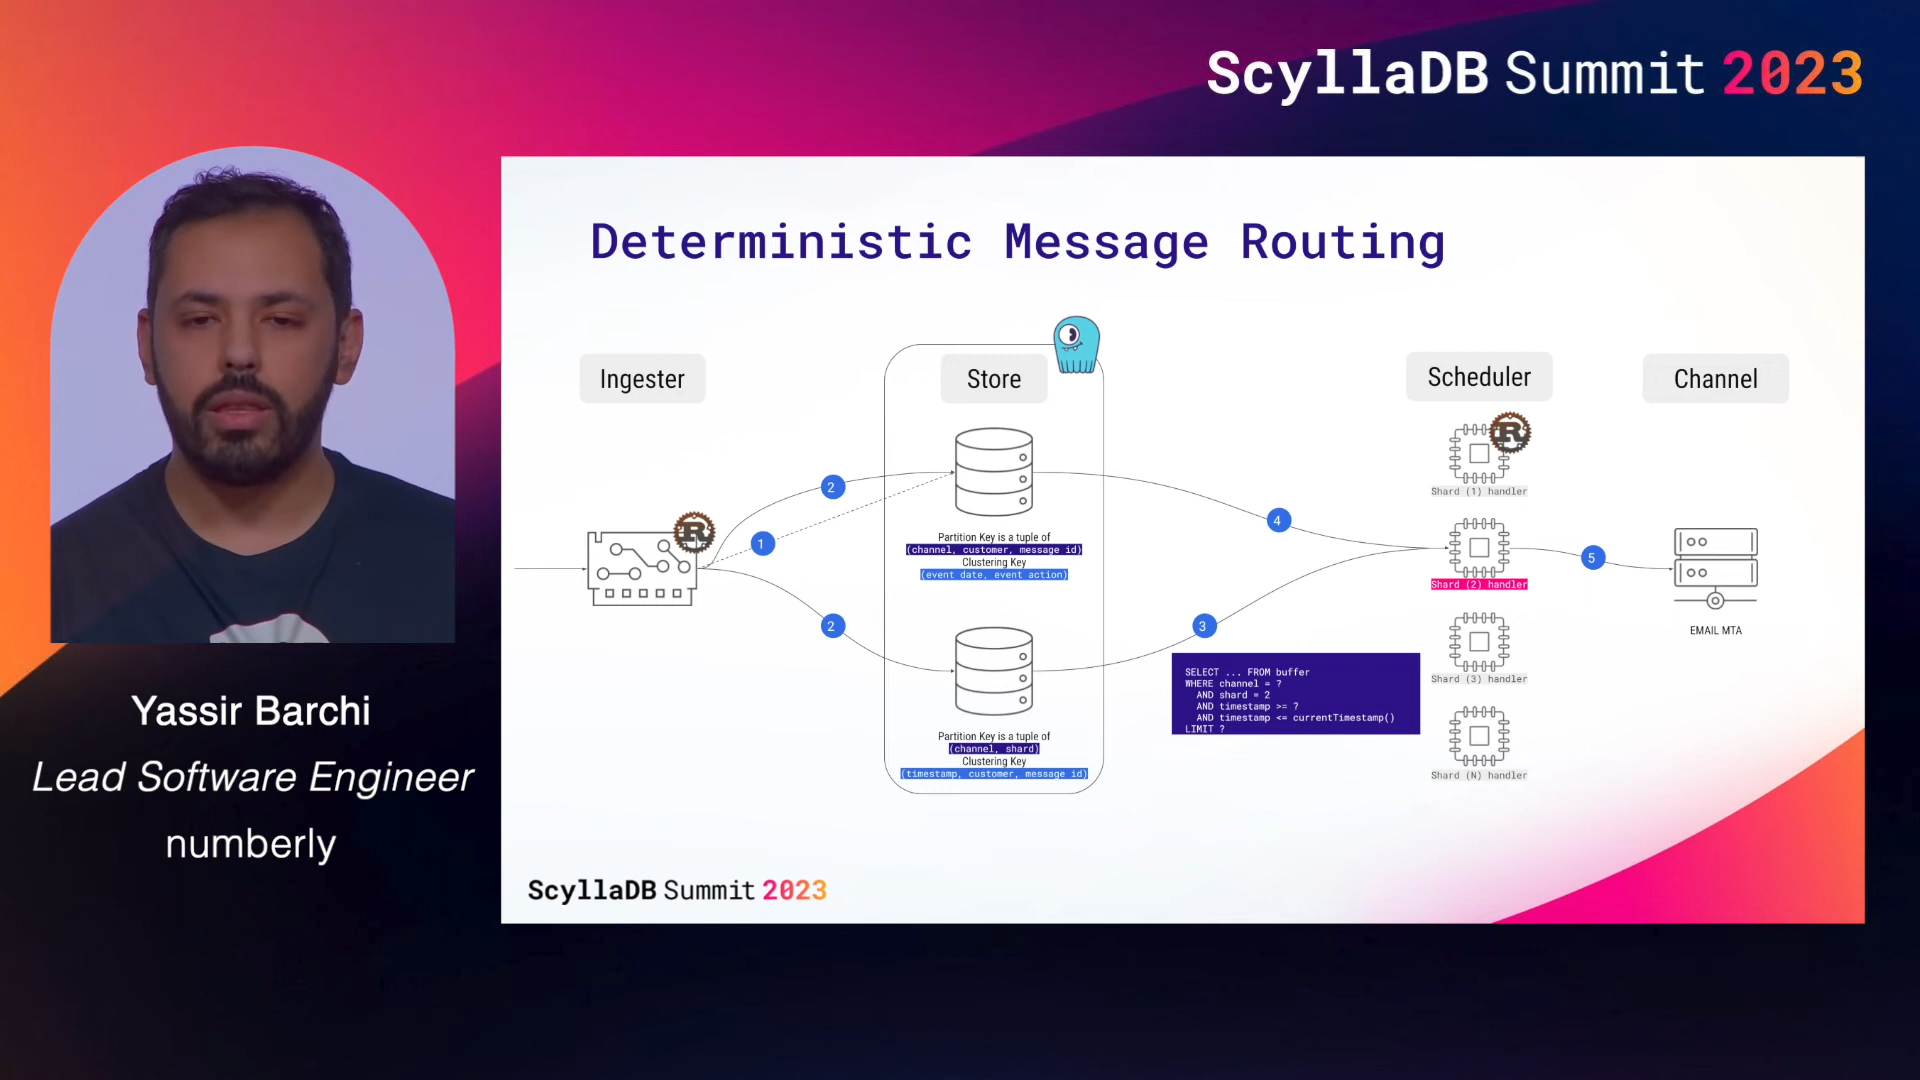 ScyllaDB Summit 2023
Deterministic Message Routing
Ingester
Store
Scheduler
Channel
R
Shard (1) handler
2
4
R
1
Partition Key is a tuple of
(channel, customer, message id)
Clustering Key
(event date, event action)
5
Shard (2) handler
2
3
EMAIL MTA
SELECT ... FROM buffer
WHERE channel = ?
AND shard = 2
AND timestamp >= ?
AND timestamp <= currentTimestamp()
LIMIT ?
Shard (3) handler
Partition Key is a tuple of
(channel, shard)
Clustering Key
(timestamp, customer, message id)
Shard (N) handler
Yassir Barchi
Lead Software Engineer
numberly
ScyllaDB Summit 2023